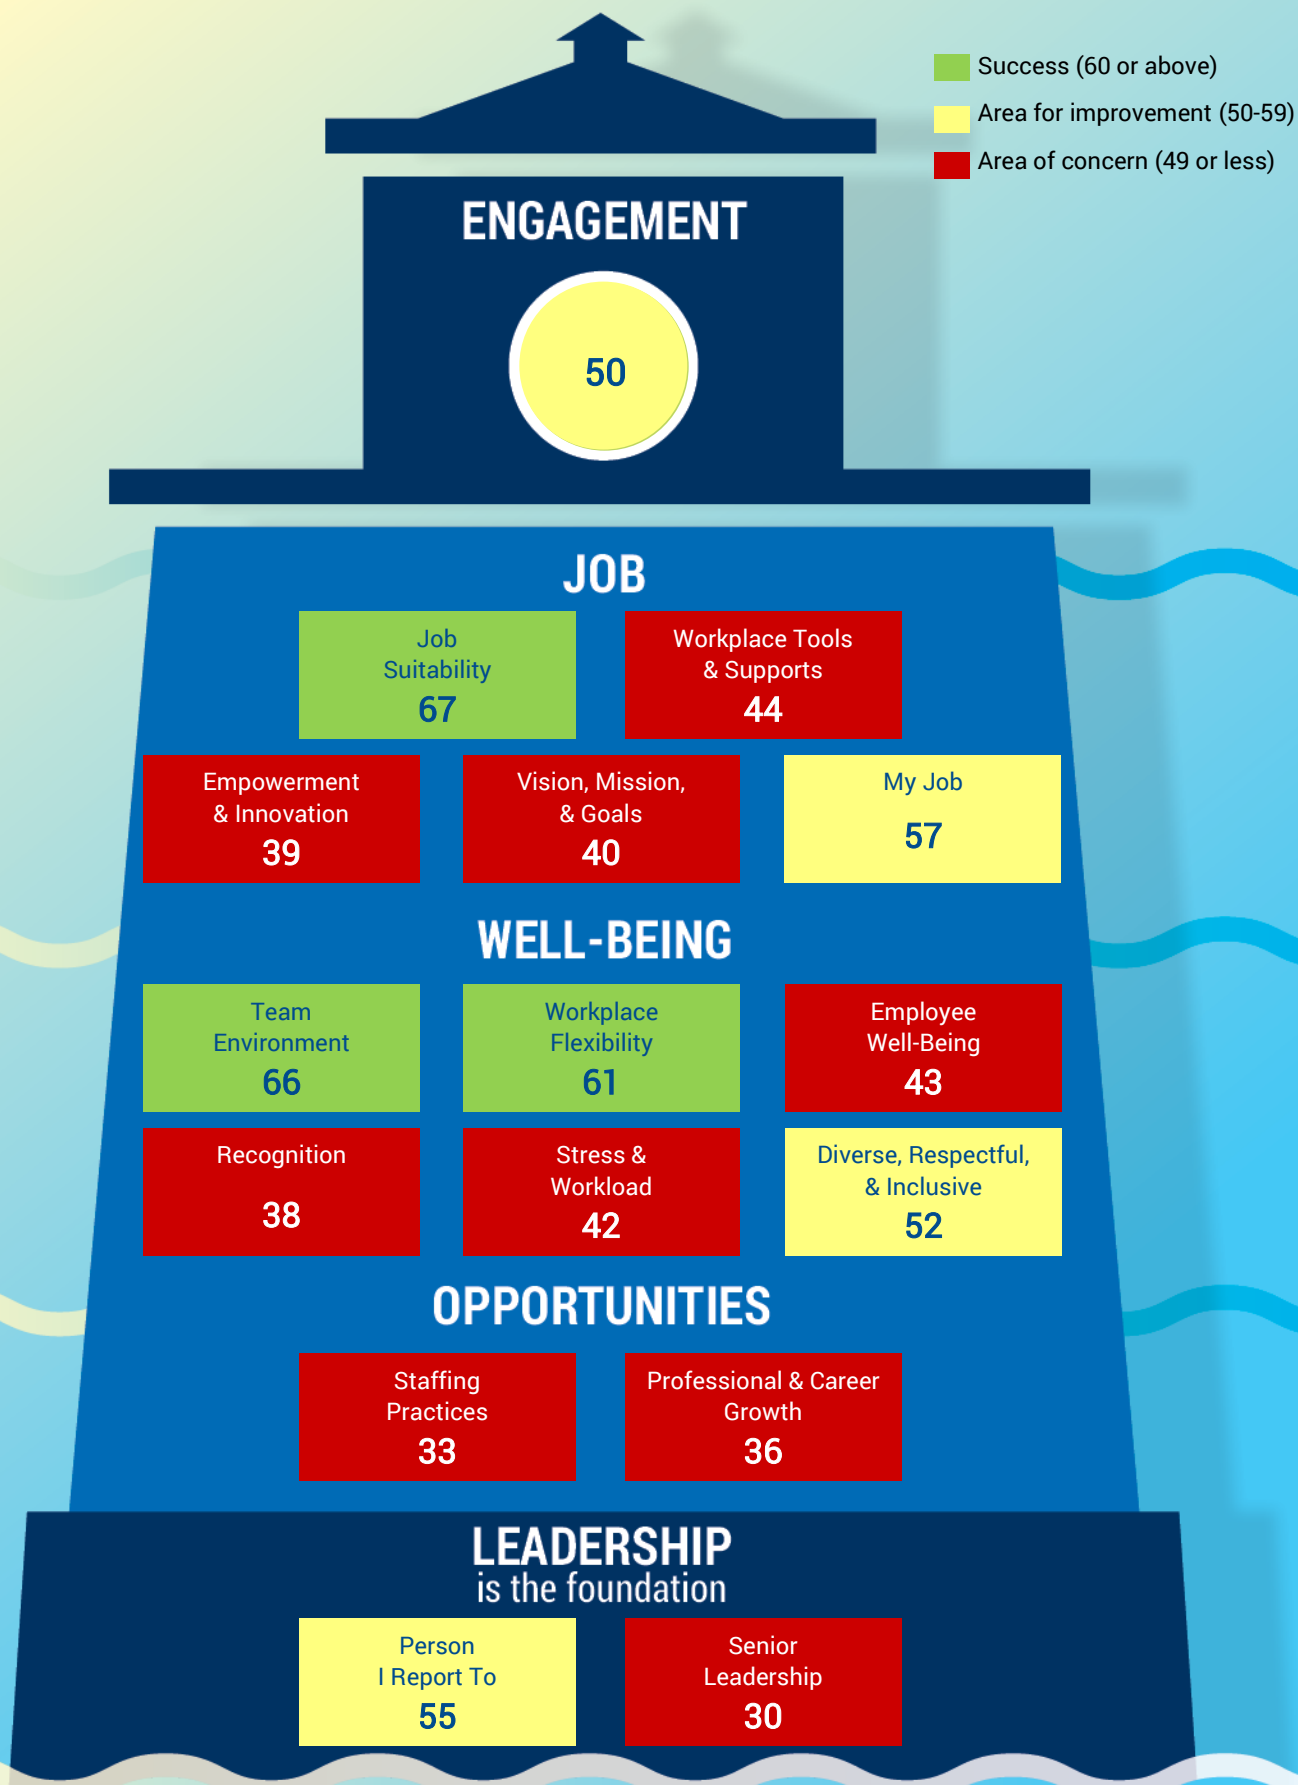 Success (60 or above)
Area for improvement (50-59)
Area of concern (49 or less)
ENGAGEMENT
50
JOB
Job
Suitability
67
Workplace Tools
& Supports
44
Empowerment
& Innovation
39
Vision, Mission,
& Goals
40
My Job
57
WELL-BEING
Team
Environment
66
Workplace
Flexibility
61
Employee
Well-Being
43
Recognition
38
Stress &
Workload
42
Diverse, Respectful,
& Inclusive
52
OPPORTUNITIES
Staffing
Practices
33
Professional & Career
Growth
36
LEADERSHIP
is the foundation
Person
I Report To
55
Senior
Leadership
30